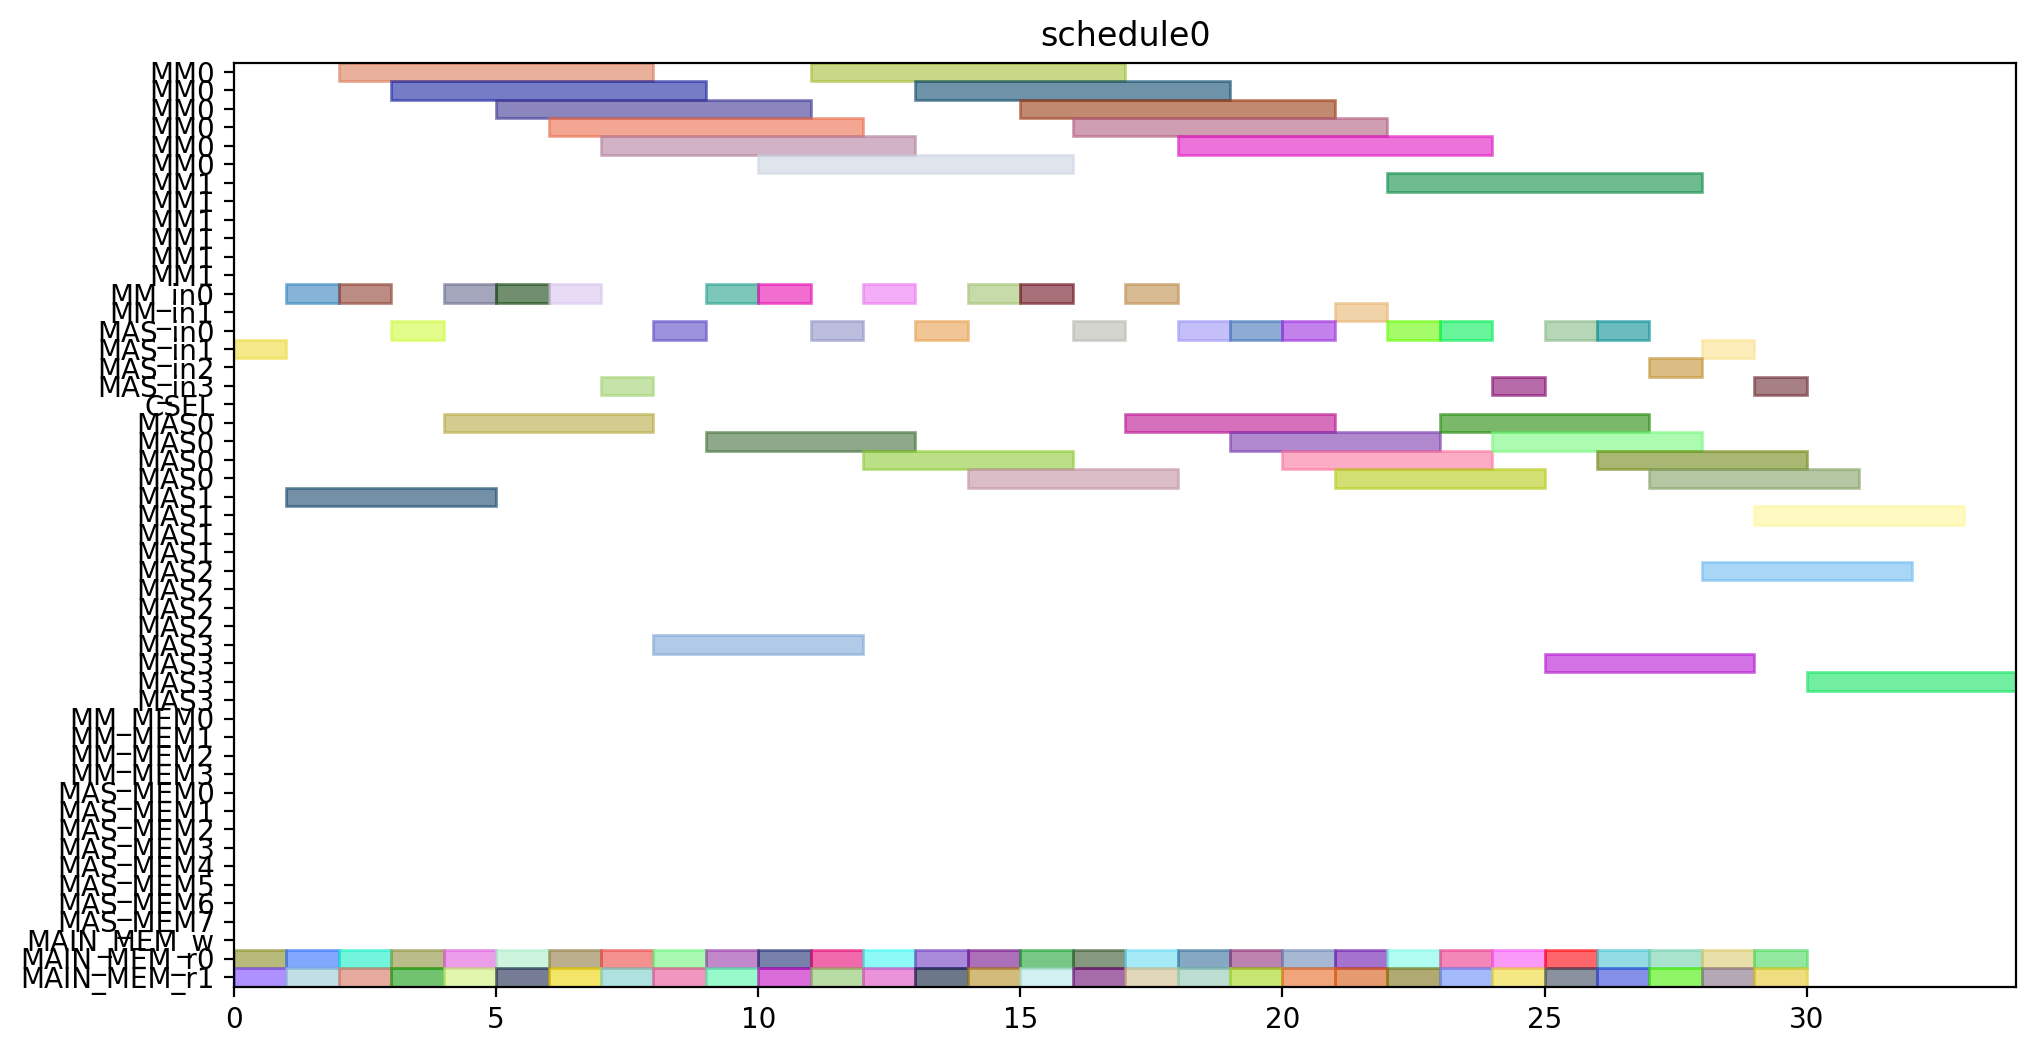 schedule0
MM0
MM0
MM0
MM0
MM0
MM0
MM1
MM1
MM1
MM1
MM1
MM1
MM_in0
MM_in1
MAS_in0
MAS_in1
MAS_in2
MAS_in3
CSEL
MAS0
MAS0
MAS0
MAS0
MAS1
MAS1
MAS1
MAS1
MAS2
MAS2
MAS2
MAS2
MAS3
MAS3
MAS3
MAS3
MM_MEM0
MM_MEM1
MM_MEM2
MM_MEM3
MAS_MEM0
MAS_MEM1
MAS_MEM2
MAS_MEM3
MAS_MEM4
MAS_MEM5
MAS_MEM6
MAS_MEM7
MAIN_MEM_w
MAIN_MEM_r0
MAIN_MEM_r1
0 5 10 15 20 25 30